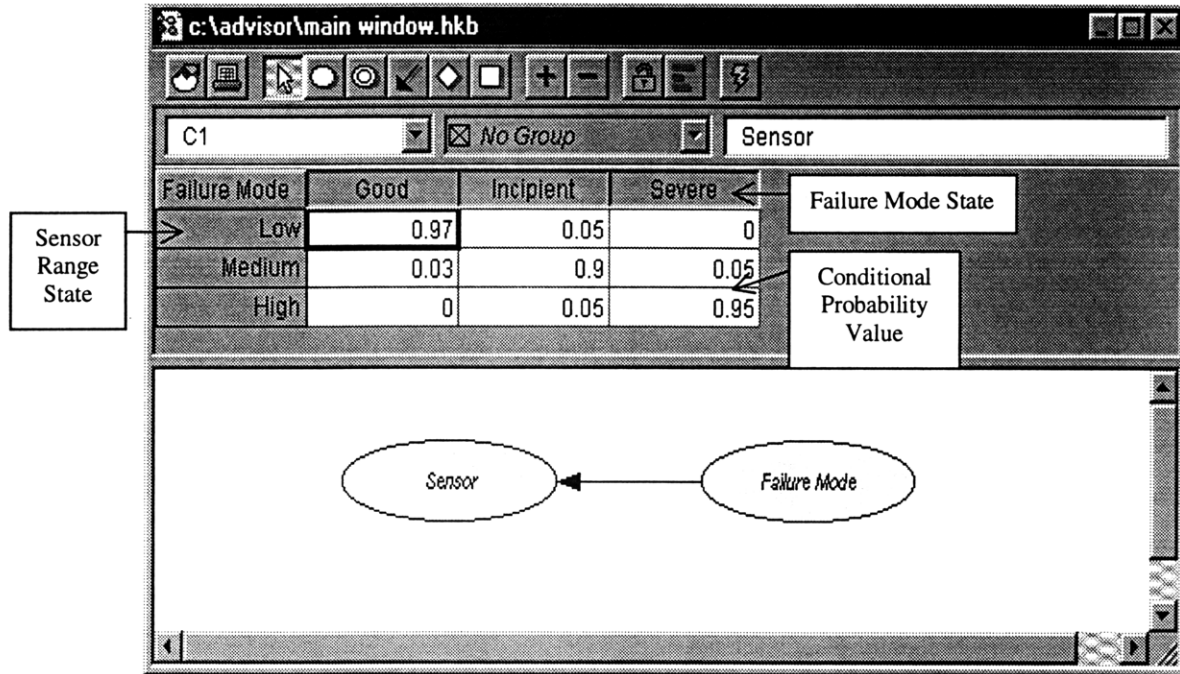 c:\advisor\main window.hkb
C1 No Group Sensor
Failure Mode Good Incipient Severe
Low 0.97 0.05 0
Medium 0.03 0.9 0.05
High 0 0.05 0.95
Sensor
Range
State
Failure Mode State
Conditional
Probability
Value
Sensor Failure Mode